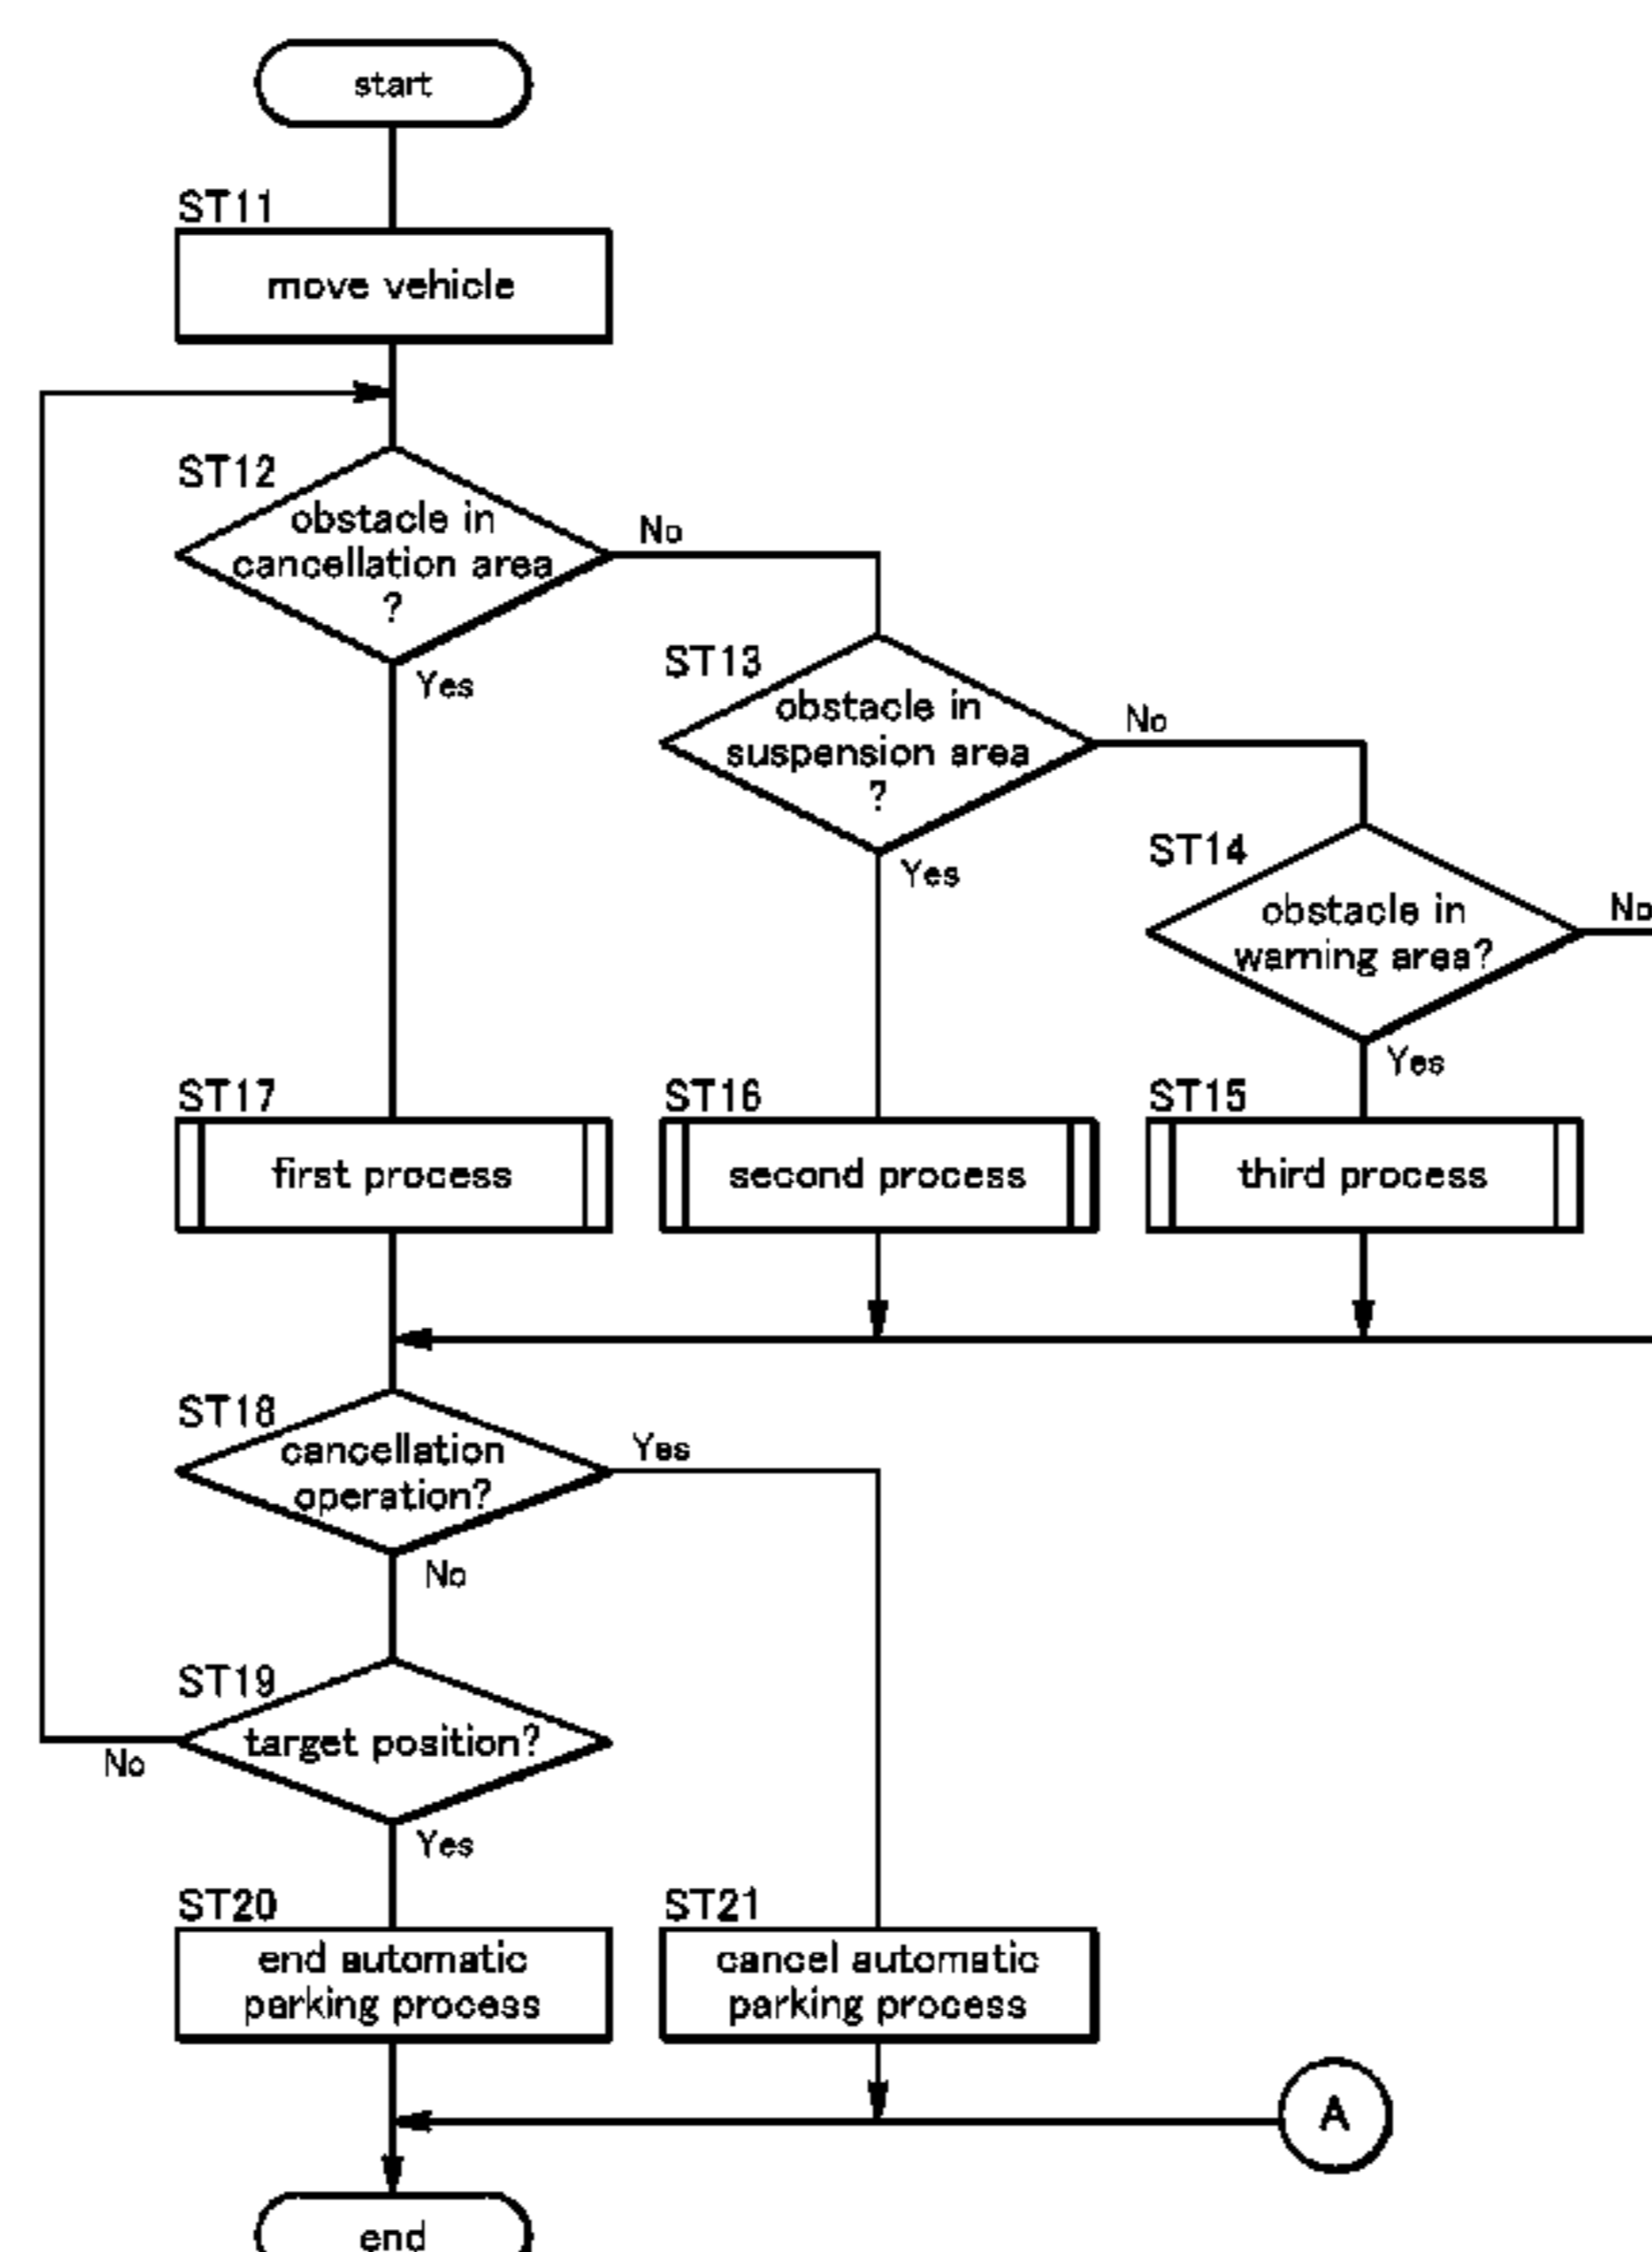 start
ST11
move vehicle
ST12
obstacle in
cancellation area
?
No
Yes
ST13
obstacle in
suspension area
?
No
Yes
ST14
obstacle in
warning area?
No
Yes
ST17
first process
ST16
second process
ST15
third process
ST18
cancellation
operation?
Yes
No
ST19
target position?
No
Yes
ST20
end automatic
parking process
ST21
cancel automatic
parking process
A
end